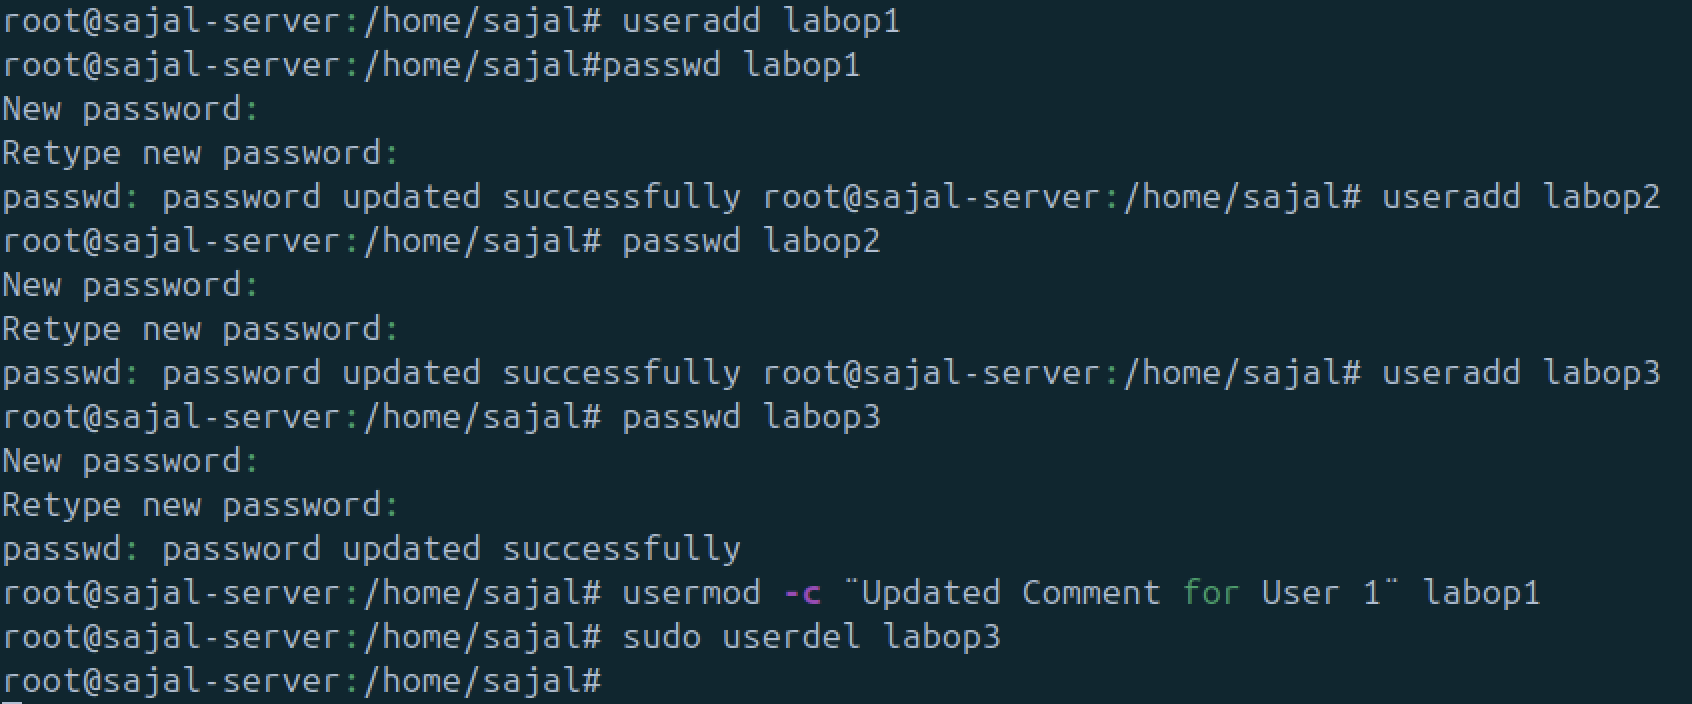 root@sajal-server:/home/sajal# useradd labop1
root@sajal-server:/home/sajal#passwd labop1
New password:
Retype new password:
passwd: password updated successfully root@sajal-server:/home/sajal# useradd labop2
root@sajal-server:/home/sajal# passwd labop2
New password:
Retype new password:
passwd: password updated successfully root@sajal-server:/home/sajal# useradd labop3
root@sajal-server:/home/sajal# passwd labop3
New password:
Retype new password:
passwd: password updated successfully
root@sajal-server:/home/sajal# usermod -c ¨Updated Comment for User 1¨ labop1
root@sajal-server:/home/sajal# sudo userdel labop3
root@sajal-server:/home/sajal#